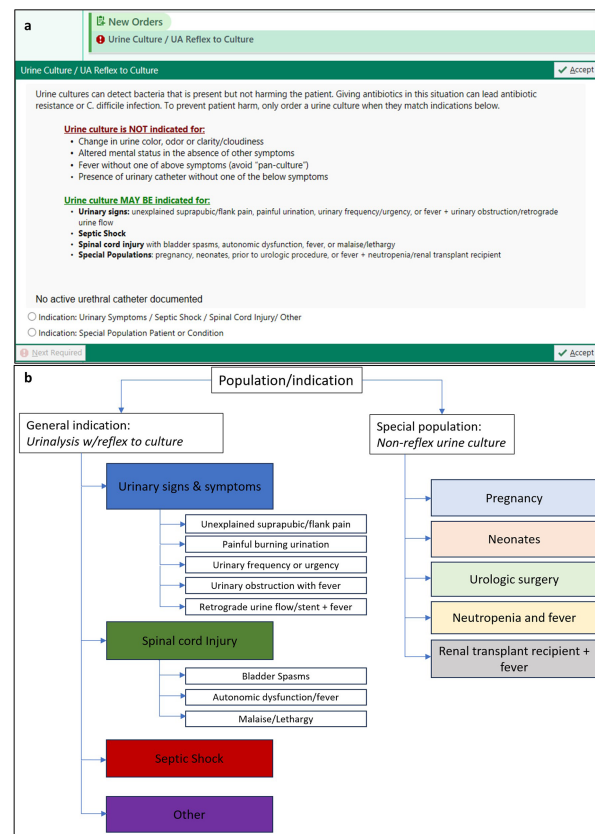 a
New Orders
Urine Culture / UA Reflex to Culture
Urine Culture / UA Reflex to Culture
Accept
Urine cultures can detect bacteria that is present but not harming the patient. Giving antibiotics in this situation can lead antibiotic
resistance or C. difficile infection. To prevent patient harm, only order a urine culture when they match indications below.
Urine culture is NOT indicated for:
• Change in urine color, odor or clarity/cloudiness
• Altered mental status in the absence of other symptoms
• Fever without one of above symptoms (avoid "pan-culture")
• Presence of urinary catheter without one of the below symptoms
Urine culture MAY BE indicated for:
• Urinary signs: unexplained suprapubic/flank pain, painful urination, urinary frequency/urgency, or fever + urinary obstruction/retrograde
urine flow
• Septic Shock
• Spinal cord injury with bladder spasms, autonomic dysfunction, fever, or malaise/lethargy
• Special Populations: pregnancy, neonates, prior to urologic procedure, or fever + neutropenia/renal transplant recipient
No active urethral catheter documented
Indication: Urinary Symptoms / Septic Shock / Spinal Cord Injury/ Other
Indication: Special Population Patient or Condition
Next Required
Accept
b
Population/indication
General indication:
Urinalysis w/reflex to culture
Special population:
Non-reflex urine culture
Urinary signs & symptoms
Unexplained suprapubic/flank pain
Painful burning urination
Urinary frequency or urgency
Urinary obstruction with fever
Retrograde urine flow/stent + fever
Spinal cord Injury
Bladder Spasms
Autonomic dysfunction/fever
Malaise/Lethargy
Septic Shock
Other
Pregnancy
Neonates
Urologic surgery
Neutropenia and fever
Renal transplant recipient +
fever